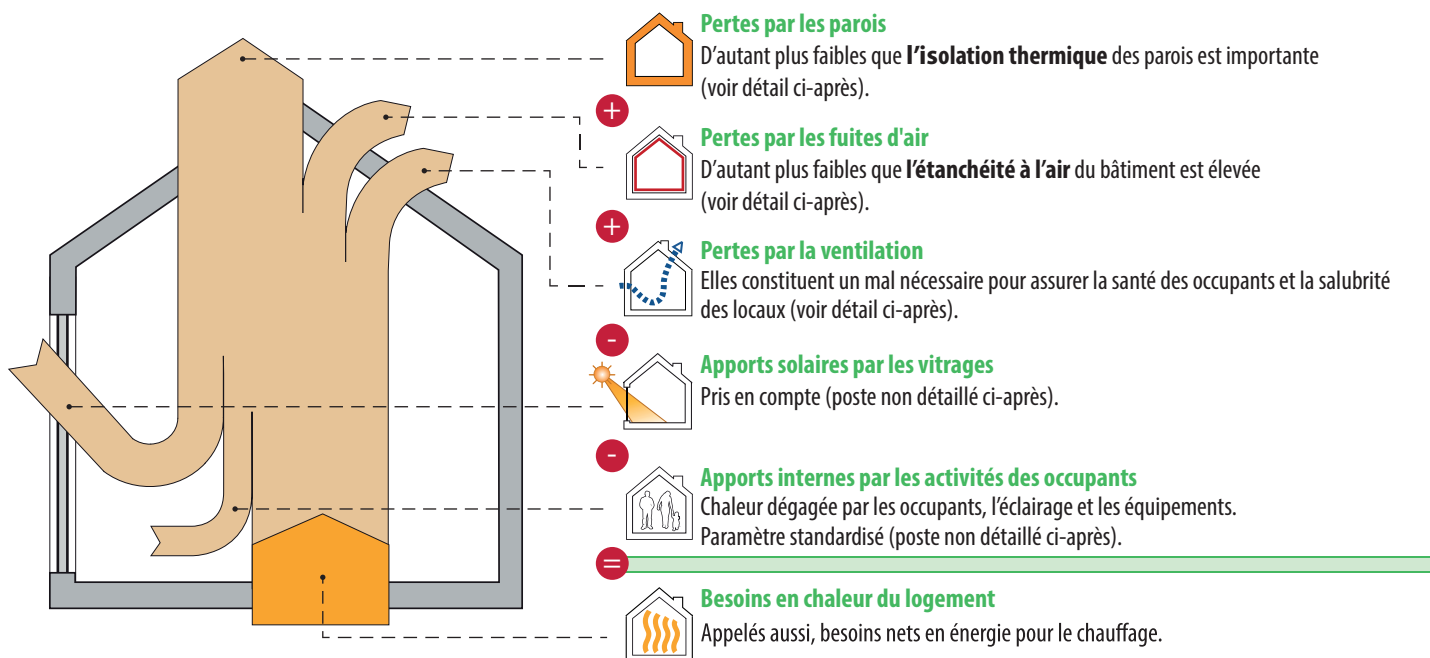 Pertes par les parois
D'autant plus faibles que l'isolation thermique des parois est importante
(voir détail ci-après).
+
Pertes par les fuites d'air
D'autant plus faibles que l'étanchéité à l'air du bâtiment est élevée
(voir détail ci-après).
+
Pertes par la ventilation
Elles constituent un mal nécessaire pour assurer la santé des occupants et la salubrité
des locaux (voir détail ci-après).
-
Apports solaires par les vitrages
Pris en compte (poste non détaillé ci-après).
-
Apports internes par les activités des occupants
Chaleur dégagée par les occupants, l'éclairage et les équipements.
Paramètre standardisé (poste non détaillé ci-après).
=
Besoins en chaleur du logement
Appelés aussi, besoins nets en énergie pour le chauffage.